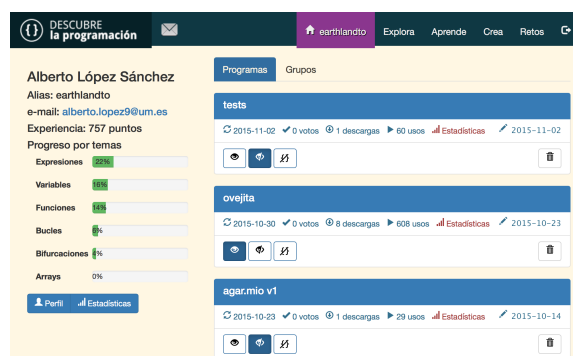 {} DESCUBRE
la programación
earthlandto Explora Aprende Crea Retos
Alberto López Sánchez
Alias: earthlandto
e-mail: alberto.lopez9@um.es
Experiencia: 757 puntos
Progreso por temas
Expresiones 22%
Variables 16%
Funciones 14%
Bucles 6%
Bifurcaciones 4%
Arrays 0%
Perfil Estadísticas
Programas Grupos
tests
2015-11-02 0 votos 1 descargas 60 usos Estadísticas 2015-11-02
ovejita
2015-10-30 0 votos 8 descargas 608 usos Estadísticas 2015-10-23
agar.mio v1
2015-10-23 0 votos 1 descargas 29 usos Estadísticas 2015-10-14